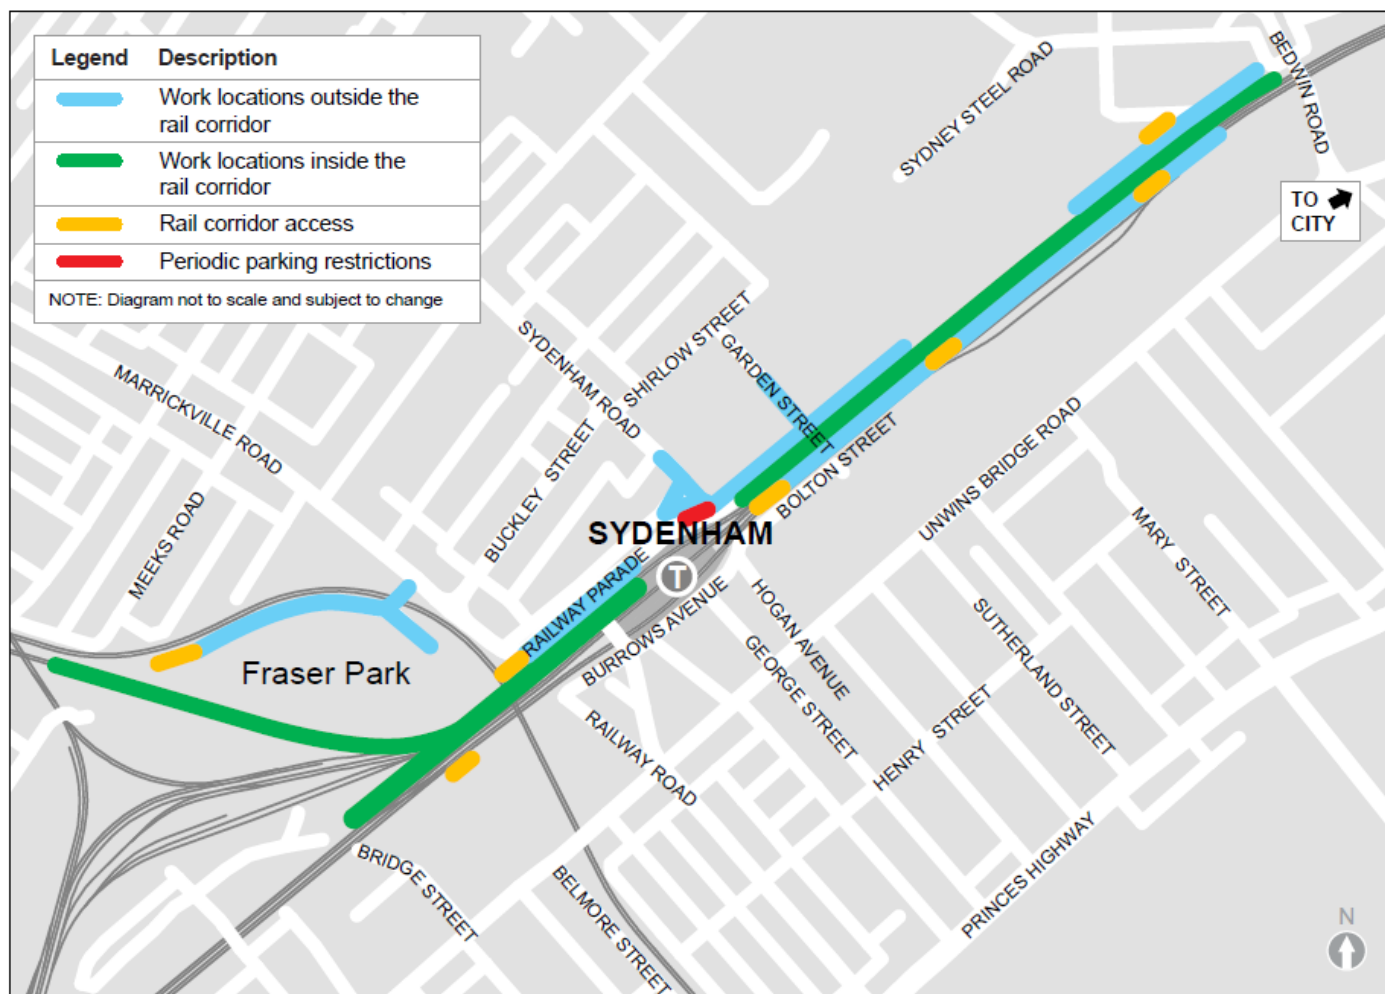 Legend Description
Work locations outside the
rail corridor
Work locations inside the
rail corridor
Rail corridor access
Periodic parking restrictions
NOTE: Diagram not to scale and subject to change
BEDWIN ROAD
SYDNEY STEEL ROAD
TO
CITY
SHIRLOW STREET
SYDENHAM ROAD
GARDEN STREET
MARRICKVILLE ROAD
BUCKLEY STREET
BOLTON STREET
UNWINS BRIDGE ROAD
MEEKS ROAD
MARY STREET
SYDENHAM
T
RAILWAY PARADE
BURROWS AVENUE
HOGAN AVENUE
GEORGE STREET
SUTHERLAND STREET
Fraser Park
HENRY STREET
RAILWAY ROAD
PRINCES HIGHWAY
BRIDGE STREET
BELMORE STREET
N